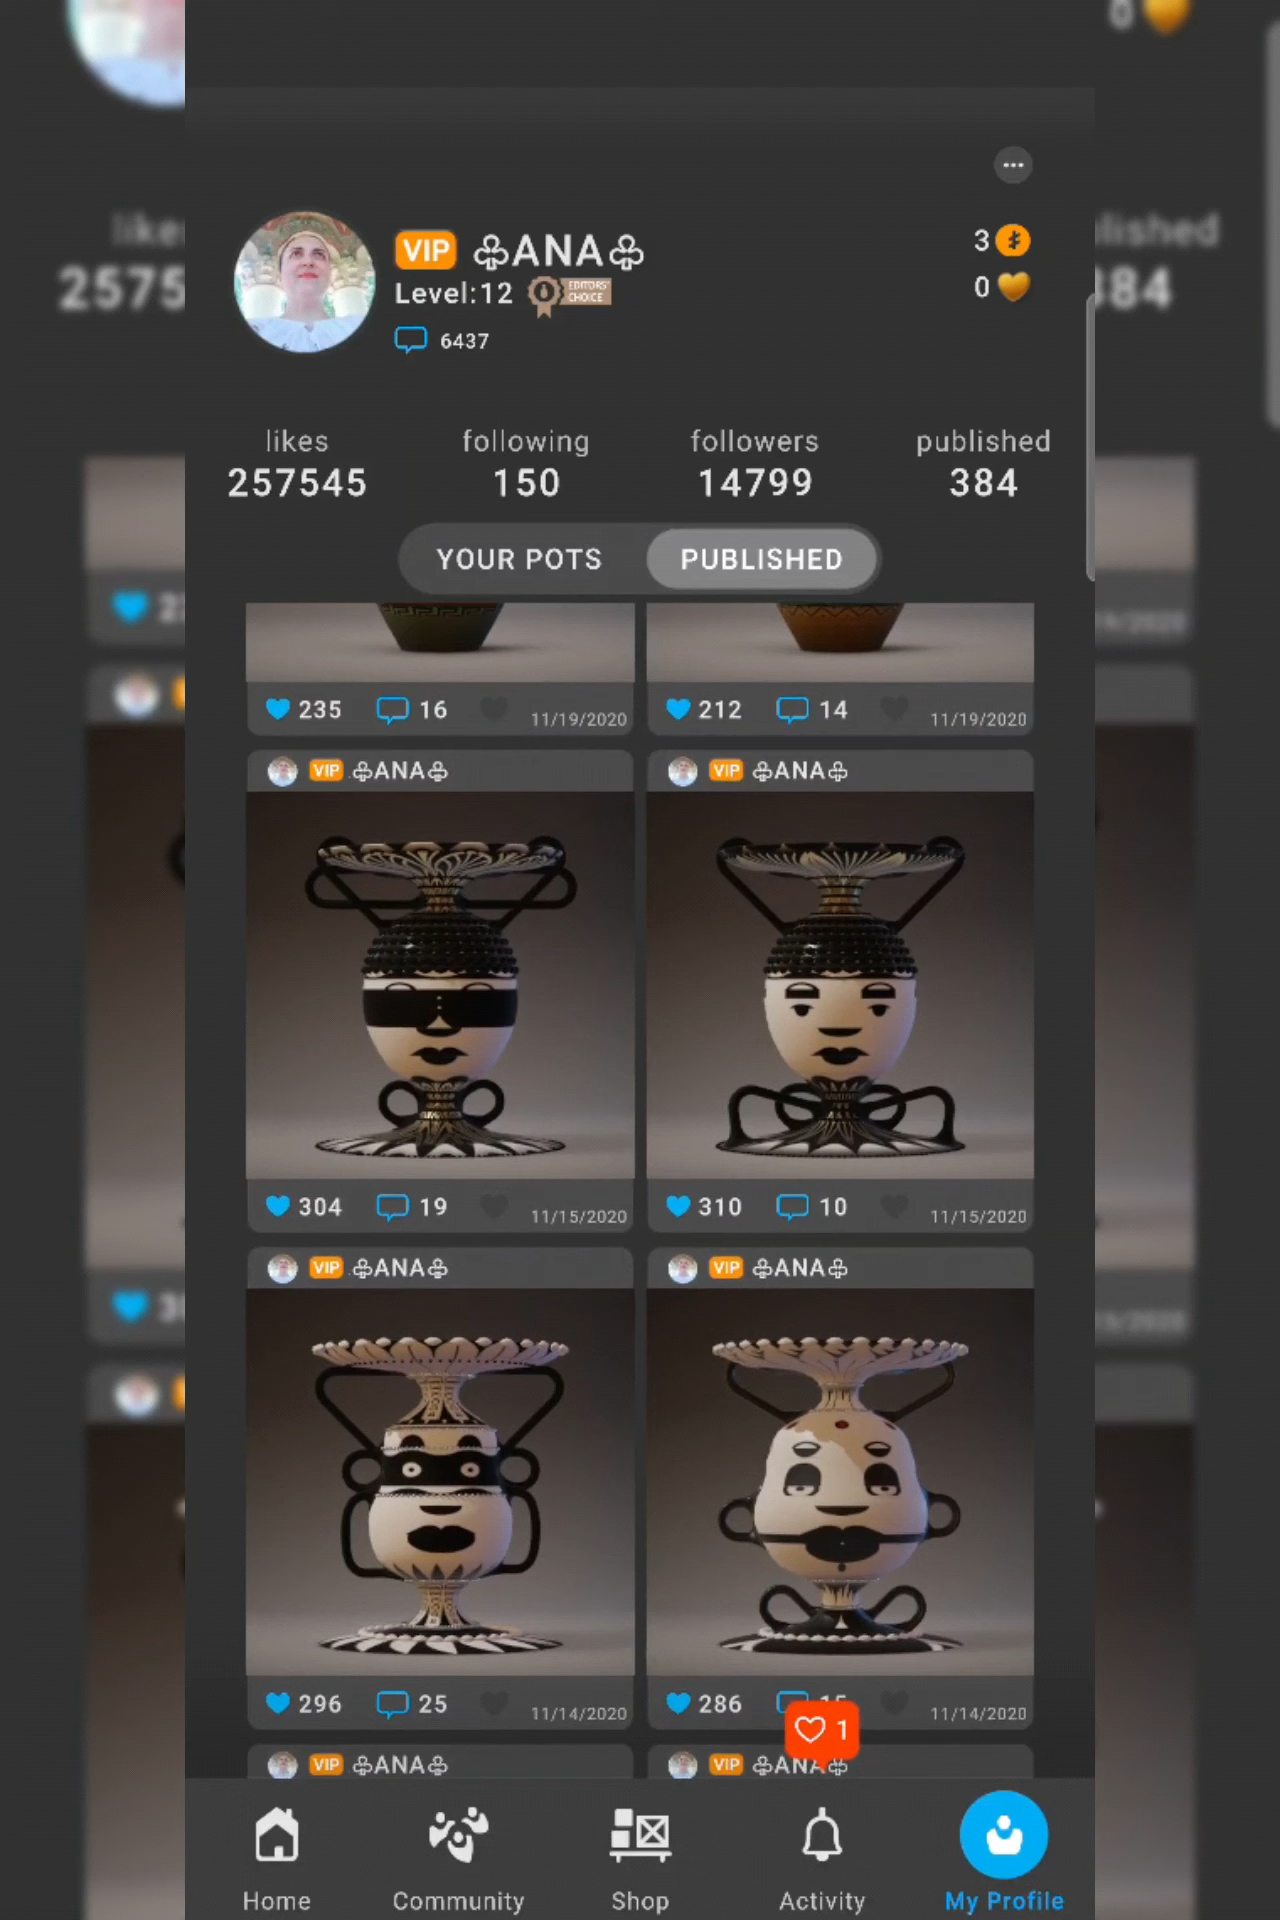 VIP ♧ANA♧
Level:12 EDITORS' CHOICE
6437
3
0
likes following followers published
257545 150 14799 384
YOUR POTS PUBLISHED
235 16 11/19/2020
212 14 11/19/2020
VIP ♧ANA♧
VIP ♧ANA♧
304 19 11/15/2020
310 10 11/15/2020
VIP ♧ANA♧
VIP ♧ANA♧
296 25 11/14/2020
286 15 11/14/2020
1
VIP ♧ANA♧
VIP ♧ANA♧
Home Community Shop Activity My Profile